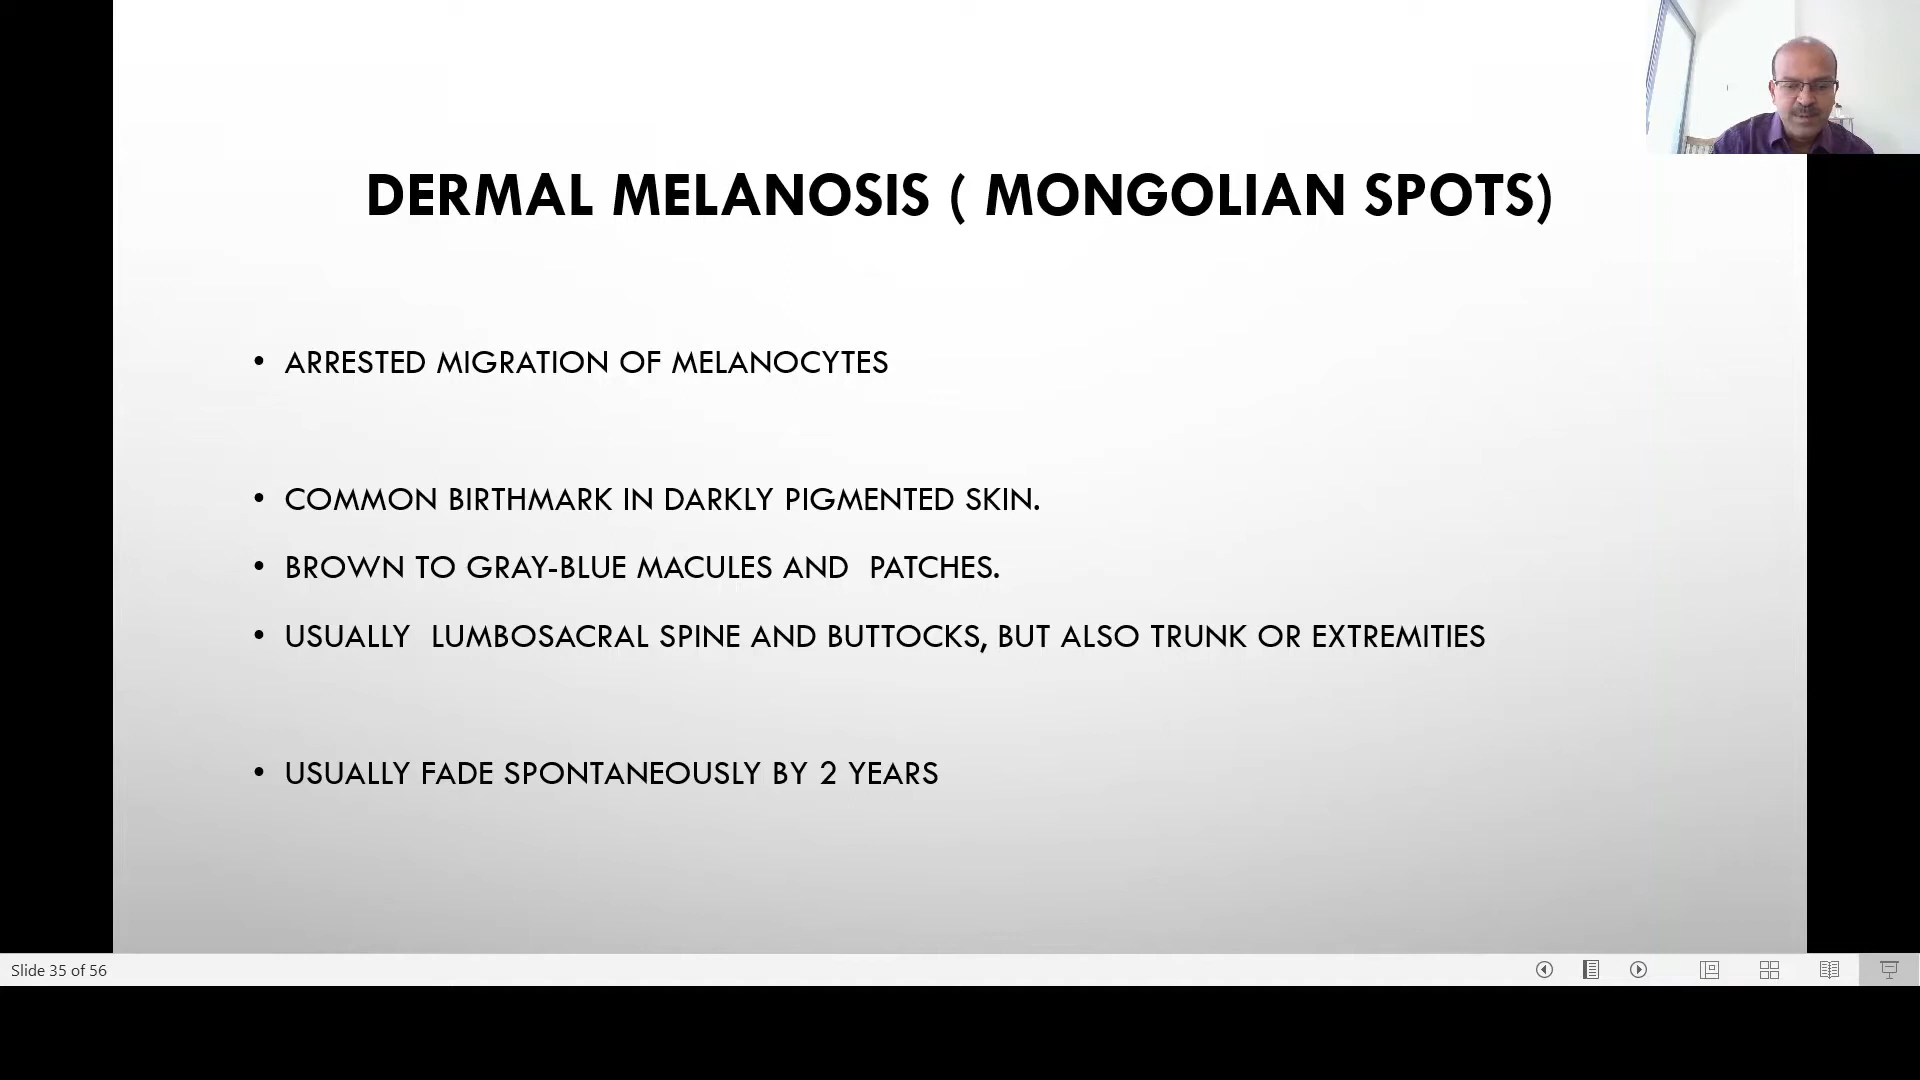 DERMAL MELANOSIS ( MONGOLIAN SPOTS)
• ARRESTED MIGRATION OF MELANOCYTES
• COMMON BIRTHMARK IN DARKLY PIGMENTED SKIN.
• BROWN TO GRAY-BLUE MACULES AND  PATCHES.
• USUALLY  LUMBOSACRAL SPINE AND BUTTOCKS, BUT ALSO TRUNK OR EXTREMITIES
• USUALLY FADE SPONTANEOUSLY BY 2 YEARS
Slide 35 of 56